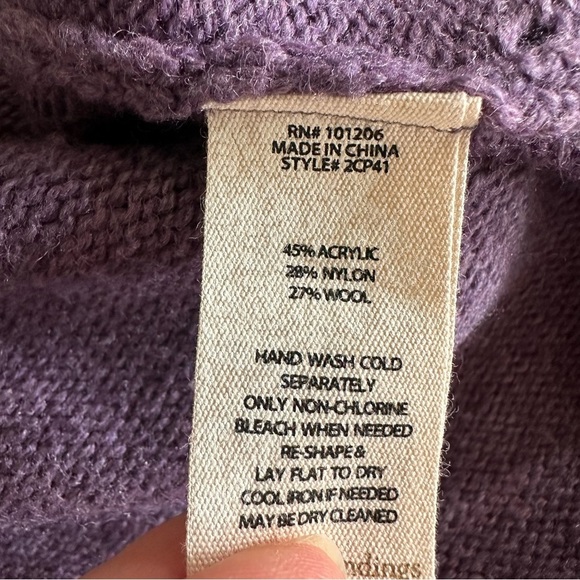 RN# 101206
MADE IN CHINA
STYLE# 2CP41
45% ACRYLIC
28% NYLON
27% WOOL
HAND WASH COLD
SEPARATELY
ONLY NON-CHLORINE
BLEACH WHEN NEEDED
RE-SHAPE &
LAY FLAT TO DRY
COOL IRON IF NEEDED
MAY BE DRY CLEANED